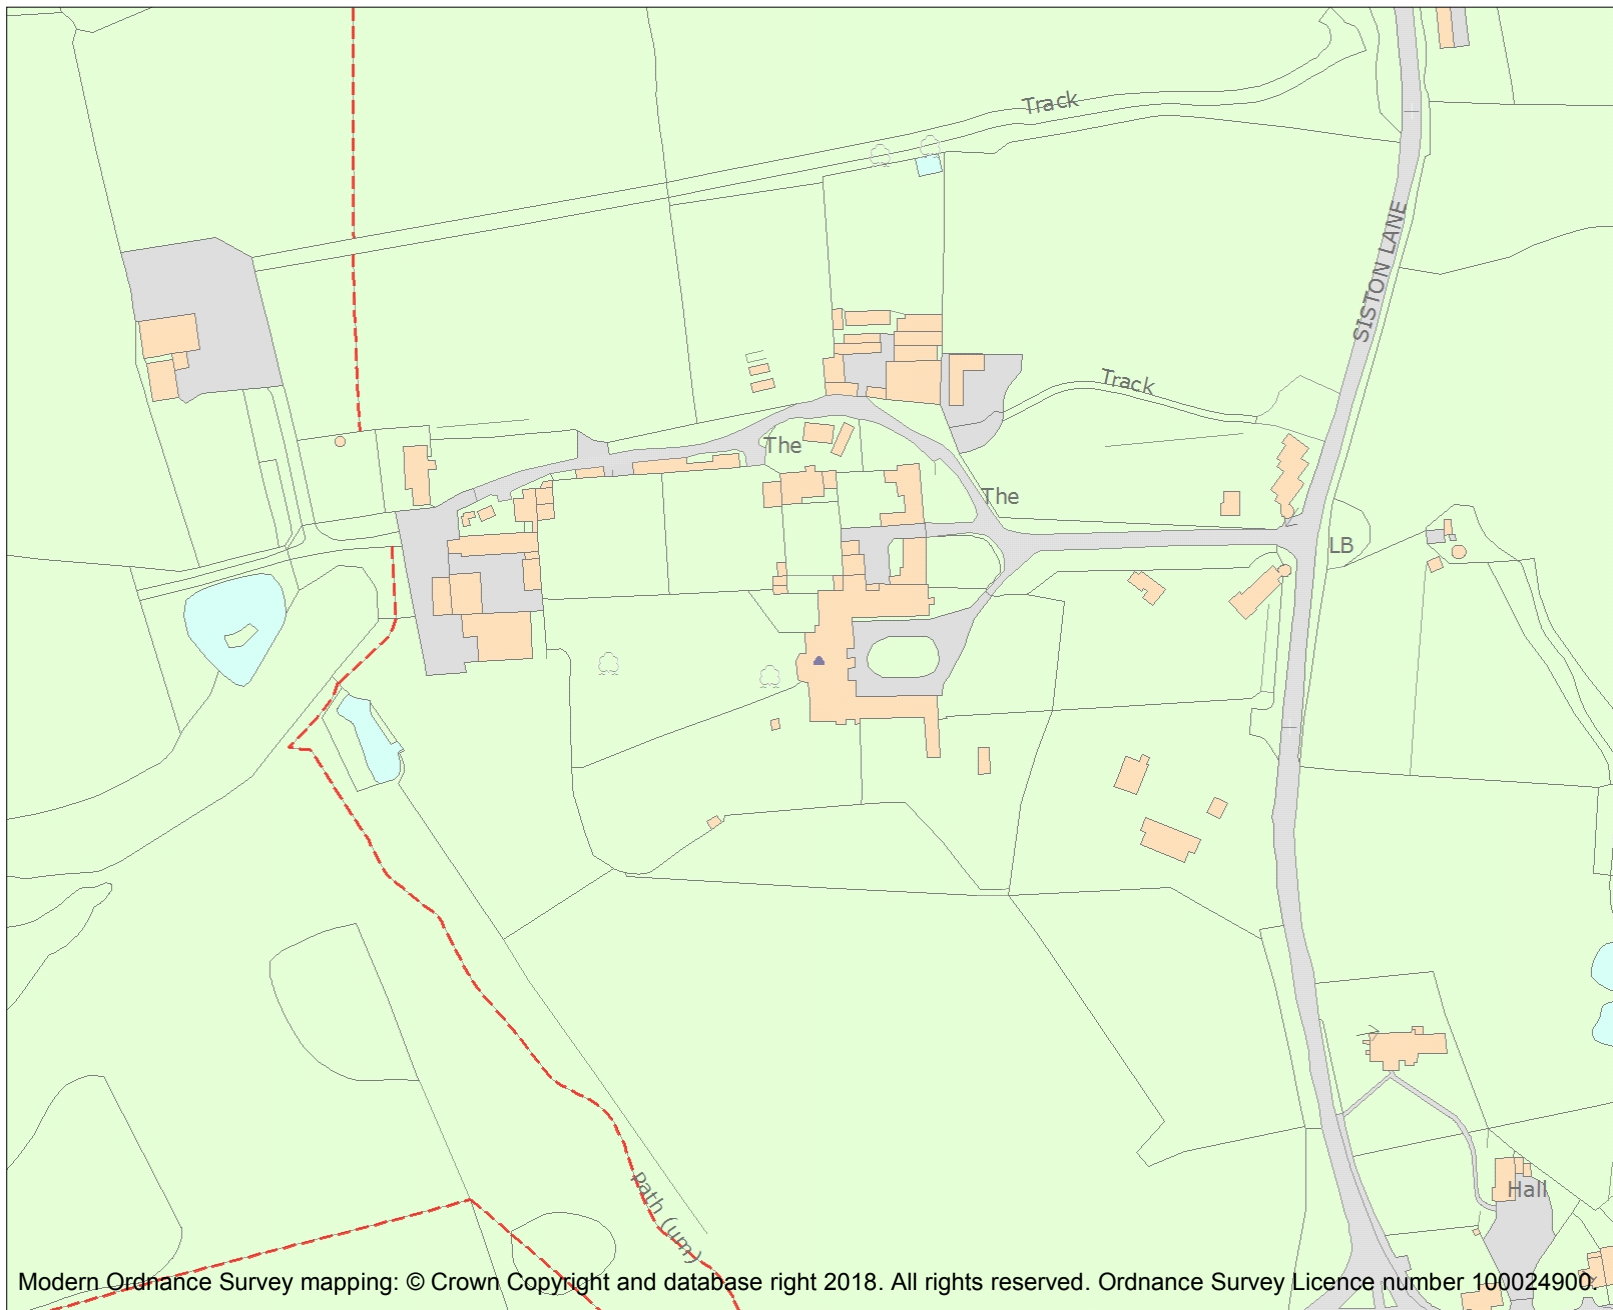 Track
SISTON LANE
Track
The
The
LB
Path (um)
Hall
Modern Ordnance Survey mapping: © Crown Copyright and database right 2018. All rights reserved. Ordnance Survey Licence number 100024900.